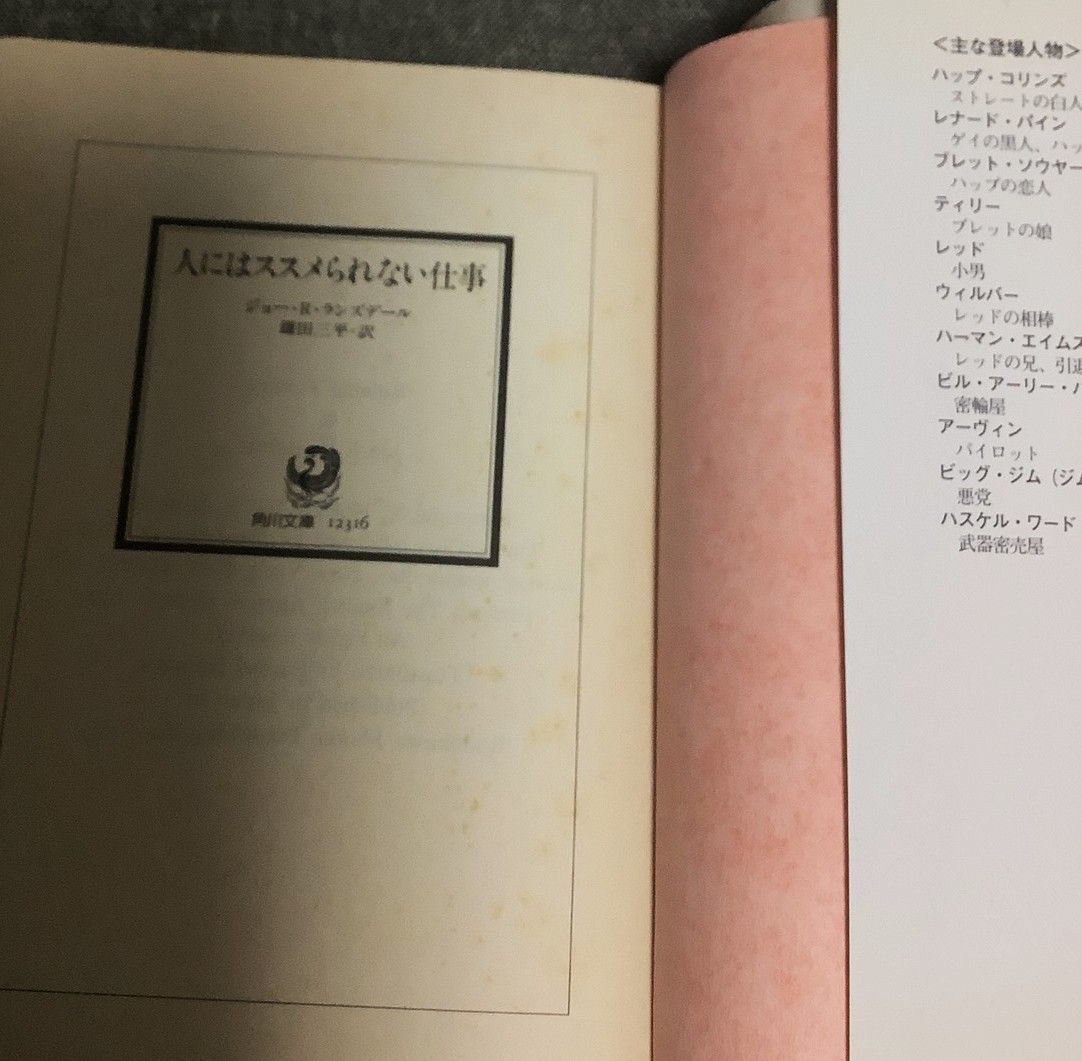 人にはススメられない仕事
ジョー・R・ランズデール
鎌田三平・訳
角川文庫 12316
<主な登場人物>
ハップ・コリンズ
ストレートの白人
レナード・パイン
ゲイの黒人、ハッ
ブレット・ソウヤー
ハップの恋人
ティリー
ブレットの娘
レッド
小男
ウィルバー
レッドの相棒
ハーマン・エイムズ
レッドの兄、引退
ビル・アーリー・
密輸屋
アーヴィン
パイロット
ビッグ・ジム（ジム
悪党
ハスケル・ワード
武器密売屋